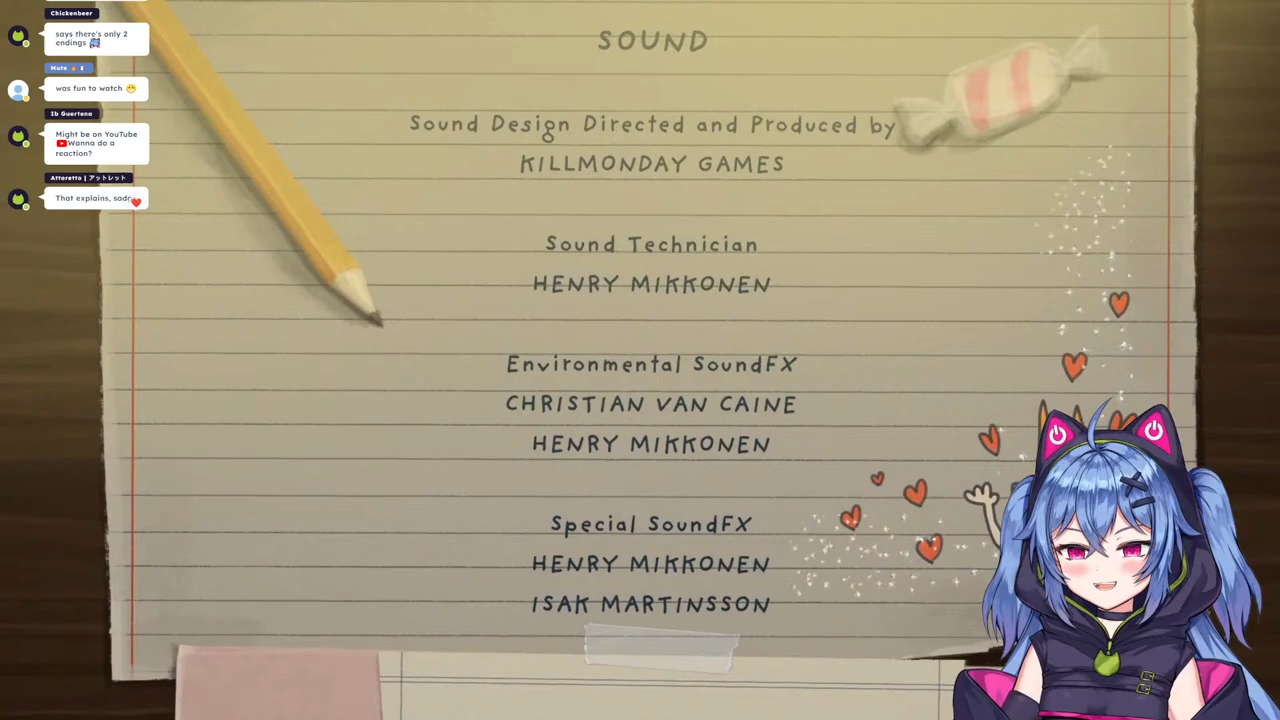 Chickenbeer
says there's only 2
endings
Mute
was fun to watch
Ib Guertena
Might be on YouTube
Wanna do a
reaction?
Attoretto | アットレット
That explains, sadge
SOUND
Sound Design Directed and Produced by
KILLMONDAY GAMES
Sound Technician
HENRY MIKKONEN
Environmental SoundFX
CHRISTIAN VAN CAINE
HENRY MIKKONEN
Special SoundFX
HENRY MIKKONEN
ISAK MARTINSSON